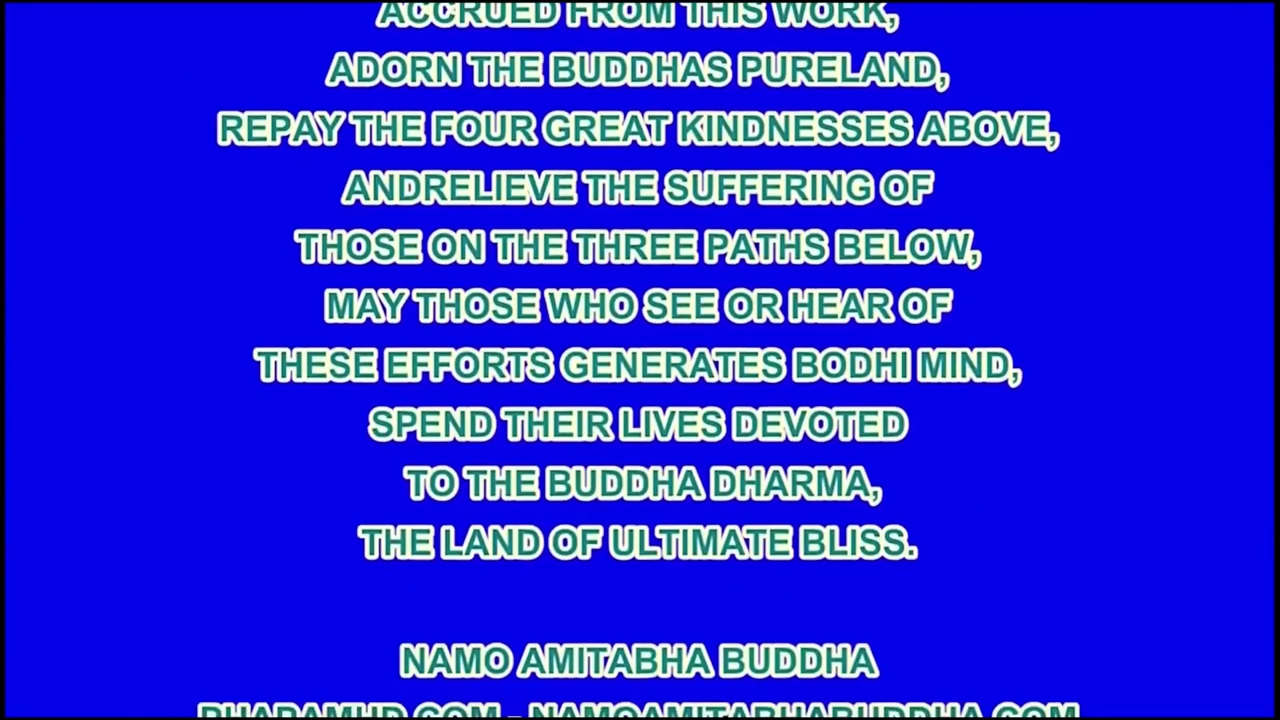 ACCRUED FROM THIS WORK,
ADORN THE BUDDHAS PURELAND,
REPAY THE FOUR GREAT KINDNESSES ABOVE,
ANDRELIEVE THE SUFFERING OF
THOSE ON THE THREE PATHS BELOW,
MAY THOSE WHO SEE OR HEAR OF
THESE EFFORTS GENERATES BODHI MIND,
SPEND THEIR LIVES DEVOTED
TO THE BUDDHA DHARMA,
THE LAND OF ULTIMATE BLISS.
NAMO AMITABHA BUDDHA
- NAMOAMITABHABUDDHA.COM